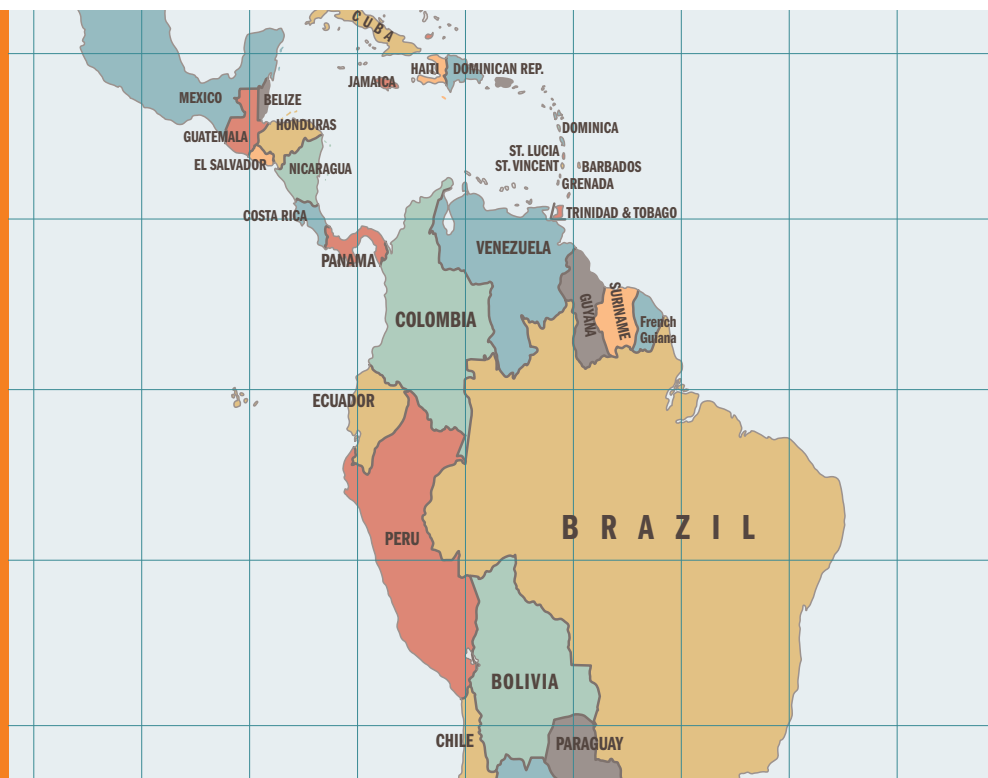 CUBA
HAITI
DOMINICAN REP.
JAMAICA
MEXICO
BELIZE
HONDURAS
DOMINICA
GUATEMALA
ST. LUCIA
EL SALVADOR
NICARAGUA
ST. VINCENT
BARBADOS
GRENADA
COSTA RICA
TRINIDAD & TOBAGO
PANAMA
VENEZUELA
COLOMBIA
GUYANA
SURINAME
French
Guiana
ECUADOR
BRAZIL
PERU
BOLIVIA
CHILE
PARAGUAY